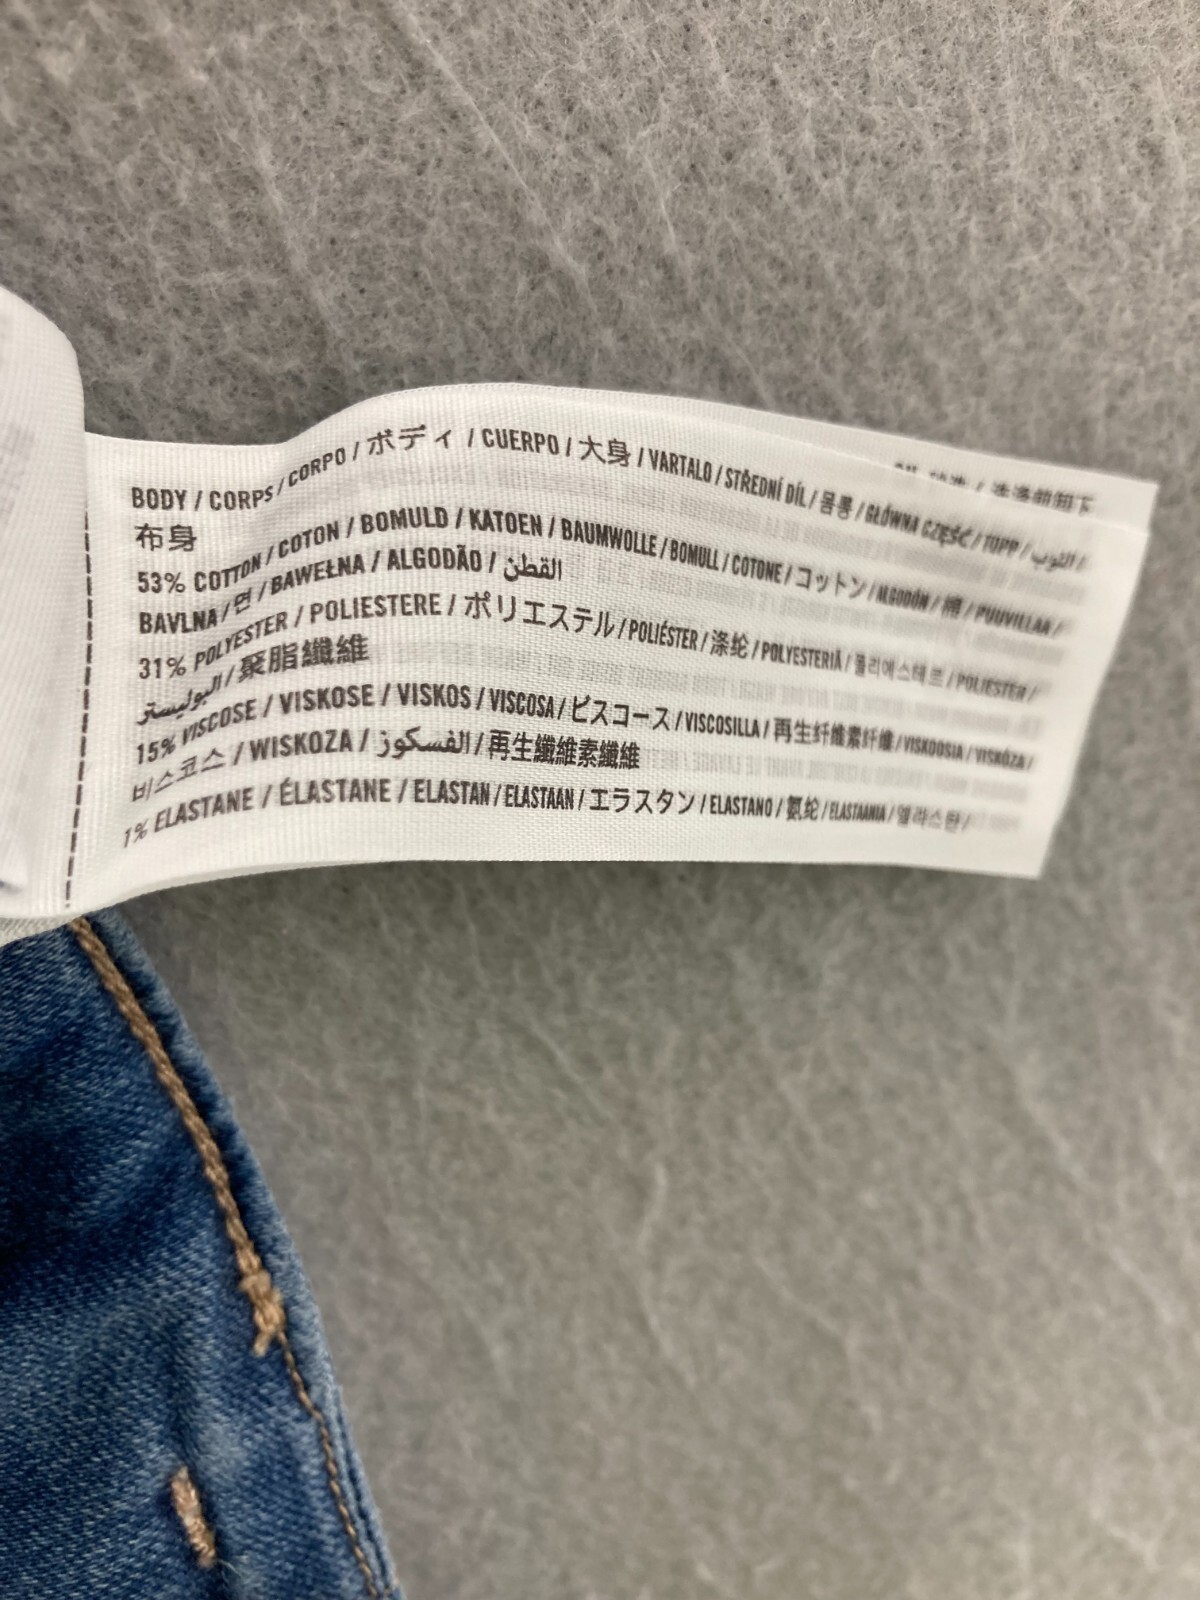 BODY / CORPS / CORPO / ボディ / CUERPO / 大身 / VARTALO / STŘEDNÍ DÍL / 몸통 / GŁÓWNA CZĘŚĆ / TOPP / الثوب /
布身
53% COTTON / COTON / BOMULD / KATOEN / BAUMWOLLE / BOMULL / COTONE / コットン / ALGODÓN / 棉 / PUUVILLAA /
BAVLNA / 면 / BAWEŁNA / ALGODÃO / القطن
31% POLYESTER / POLIESTERE / ポリエステル / POLIÉSTER / 涤纶 / POLYESTERIÄ / 폴리에스테르 / POLIESTER /
البوليستر / 聚脂纖維
15% VISCOSE / VISKOSE / VISKOS / VISCOSA / ビスコース / VISCOSILLA / 再生纤维素纤维 / VISKOOSIA / VISKÓZA /
비스코스 / WISKOZA / الفسكوز / 再生纖維素纖維
1% ELASTANE / ÉLASTANE / ELASTAN / ELASTAAN / エラスタン / ELASTANO / 氨纶 / ELASTAANIA / 엘라스탄 /